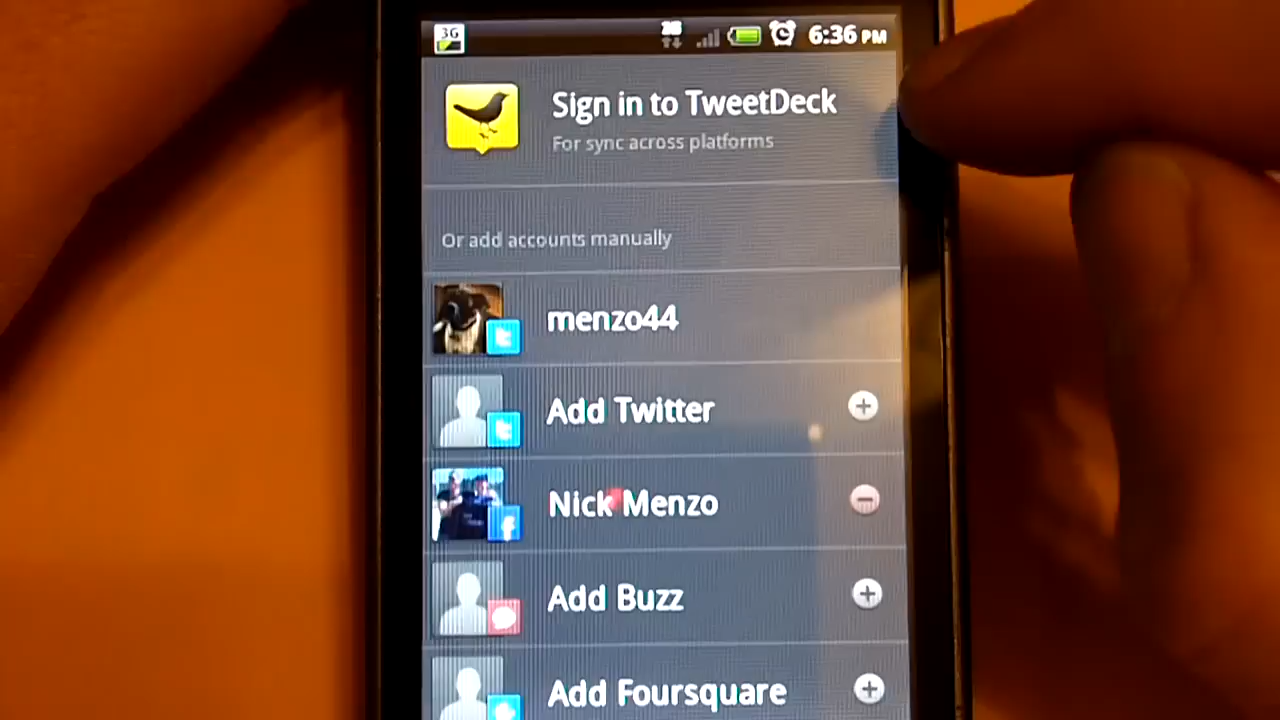 3G
3G
6:36 PM
Sign in to TweetDeck
For sync across platforms
Or add accounts manually
menzo44
Add Twitter
Nick Menzo
Add Buzz
Add Foursquare